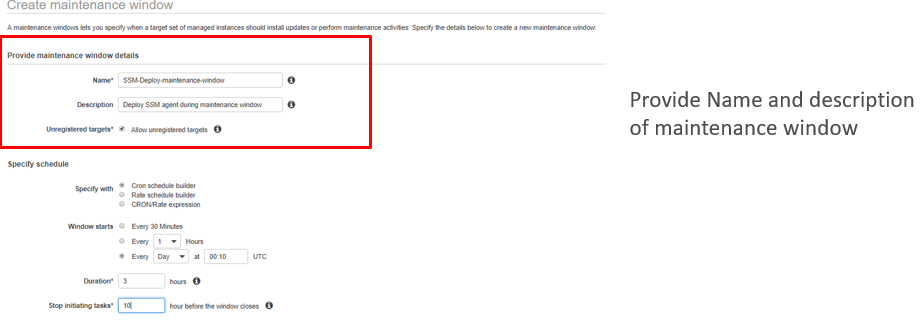 Create maintenance window
A maintenance windows lets you specify when a target set of managed instances should install updates or perform maintenance activities. Specify the details below to create a new maintenance window:
Provide maintenance window details
Name* SSM-Deploy-maintenance-window
Description Deploy SSM agent during maintenance window
Unregistered targets* Allow unregistered targets
Provide Name and description
of maintenance window
Specify schedule
Specify with Cron schedule builder
Rate schedule builder
CRON/Rate expression
Window starts Every 30 Minutes
Every 1 Hours
Every Day at 00:10 UTC
Duration* 3 hours
Stop initiating tasks* 10 hour before the window closes